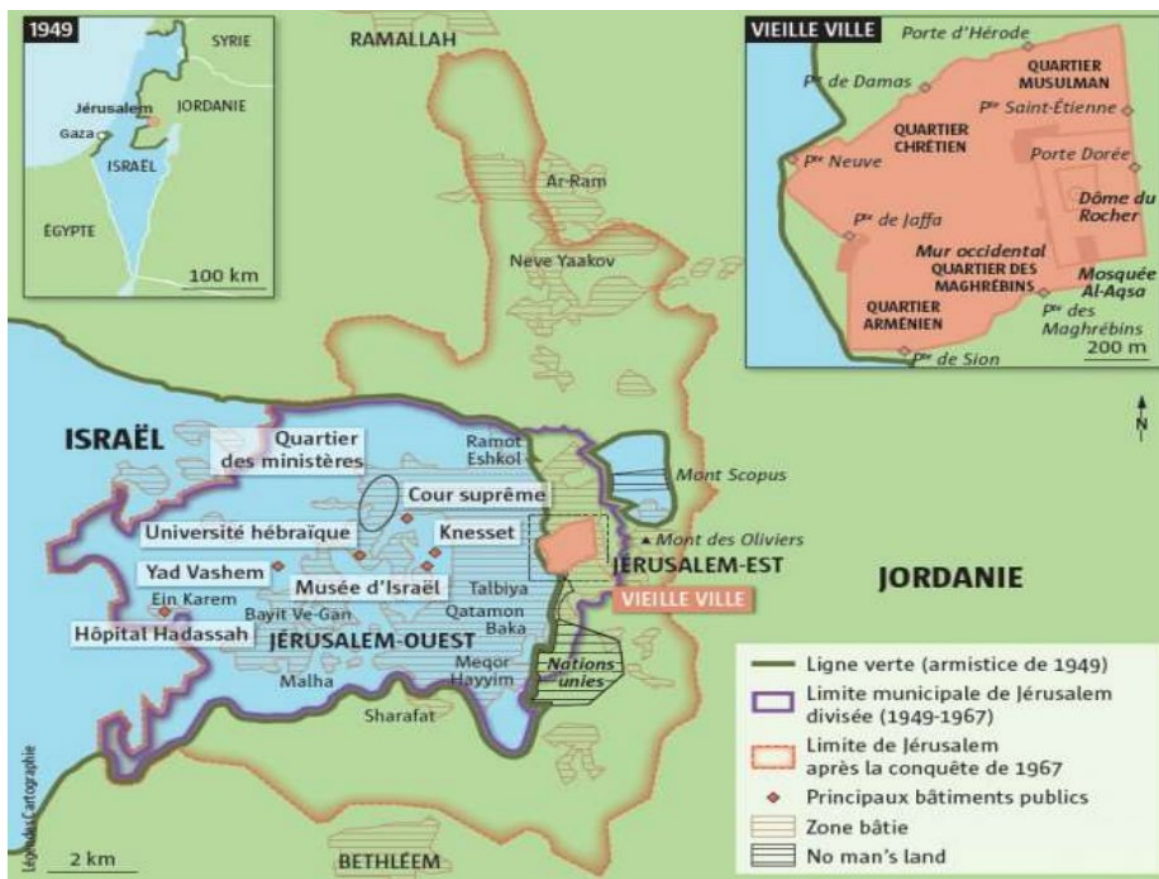 1949
SYRIE
Jérusalem
JORDANIE
Gaza
ISRAËL
ÉGYPTE
100 km
RAMALLAH
Ar-Ram
Neve Yaakov
VIEILLE VILLE
Porte d'Hérode
QUARTIER
MUSULMAN
Pte de Damas
Pte Saint-Étienne
QUARTIER
CHRÉTIEN
Pte Neuve
Porte Dorée
Dôme du
Rocher
Pte de Jaffa
Mur occidental
QUARTIER DES
MAGHRÉBINS
Mosquée
Al-Aqsa
QUARTIER
ARMÉNIEN
Pte des
Maghrébins
Pte de Sion
200 m
N
ISRAËL
Quartier
des ministères
Ramot
Eshkol
Mont Scopus
Cour suprême
Université hébraïque
Knesset
Mont des Oliviers
JÉRUSALEM-EST
JORDANIE
Yad Vashem
Musée d'Israël
Talbiya
VIEILLE VILLE
Ein Karem
Bayit Ve-Gan
Qatamon
Baka
Hôpital Hadassah
JÉRUSALEM-OUEST
Meqor
Hayyim
Nations
unies
Malha
Sharafat
BETHLÉEM
2 km
Légendes Cartographie
Ligne verte (armistice de 1949)
Limite municipale de Jérusalem
divisée (1949-1967)
Limite de Jérusalem
après la conquête de 1967
Principaux bâtiments publics
Zone bâtie
No man's land